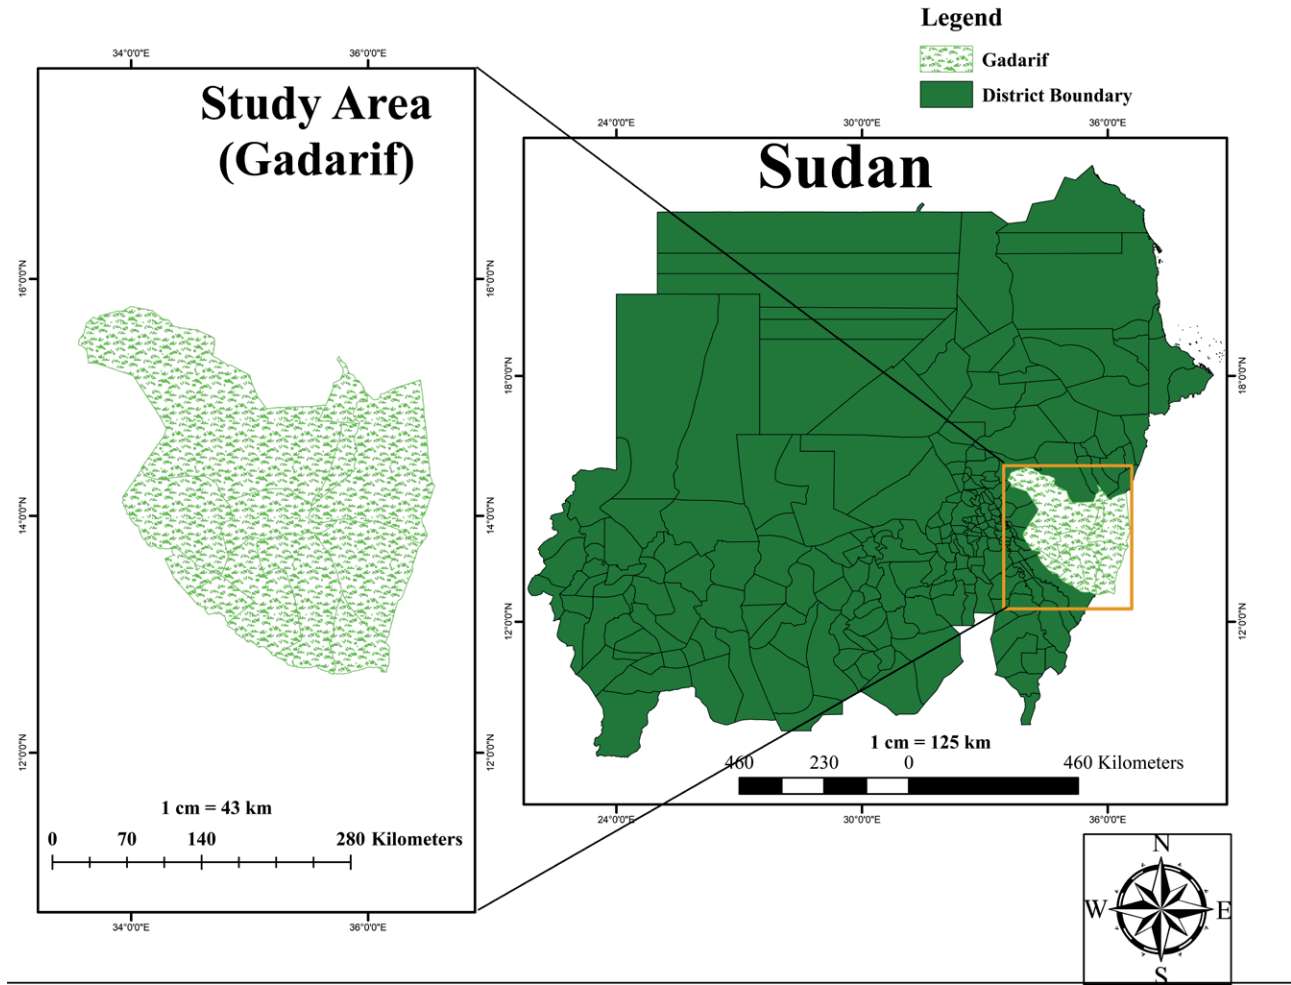 Legend
Gadarif
District Boundary
34°0'0"E
36°0'0"E
Study Area
(Gadarif)
16°0'0"N
16°0'0"N
14°0'0"N
14°0'0"N
12°0'0"N
12°0'0"N
1 cm = 43 km
0 70 140 280 Kilometers
34°0'0"E
36°0'0"E
24°0'0"E
30°0'0"E
36°0'0"E
Sudan
18°0'0"N
18°0'0"N
12°0'0"N
12°0'0"N
1 cm = 125 km
460 230 0 460 Kilometers
24°0'0"E
30°0'0"E
36°0'0"E
N
W E
S